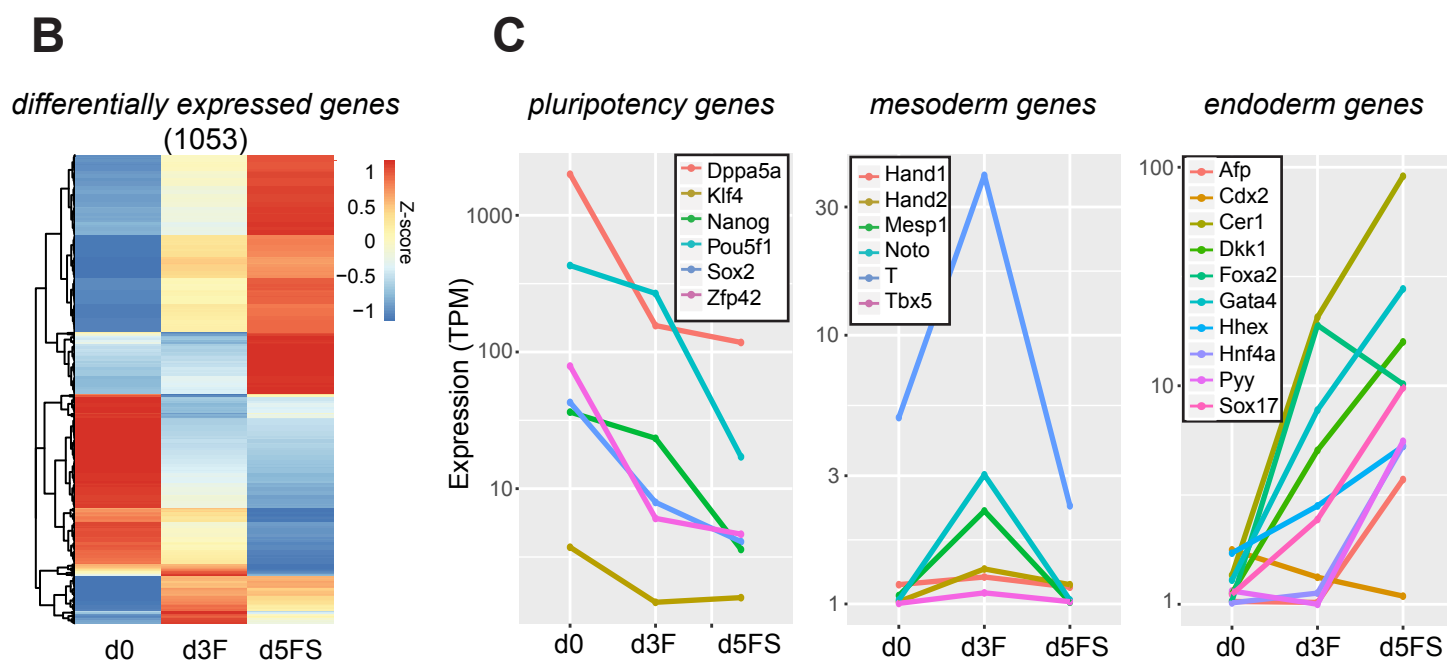 B
C
differentially expressed genes
(1053)
pluripotency genes
mesoderm genes
endoderm genes
1
0.5
0
−0.5
−1
Z-score
d0
d3F
d5FS
Expression (TPM)
1000
100
10
Dppa5a
Klf4
Nanog
Pou5f1
Sox2
Zfp42
d0
d3F
d5FS
30
10
3
1
Hand1
Hand2
Mesp1
Noto
T
Tbx5
d0
d3F
d5FS
100
10
1
Afp
Cdx2
Cer1
Dkk1
Foxa2
Gata4
Hhex
Hnf4a
Pyy
Sox17
d0
d3F
d5FS